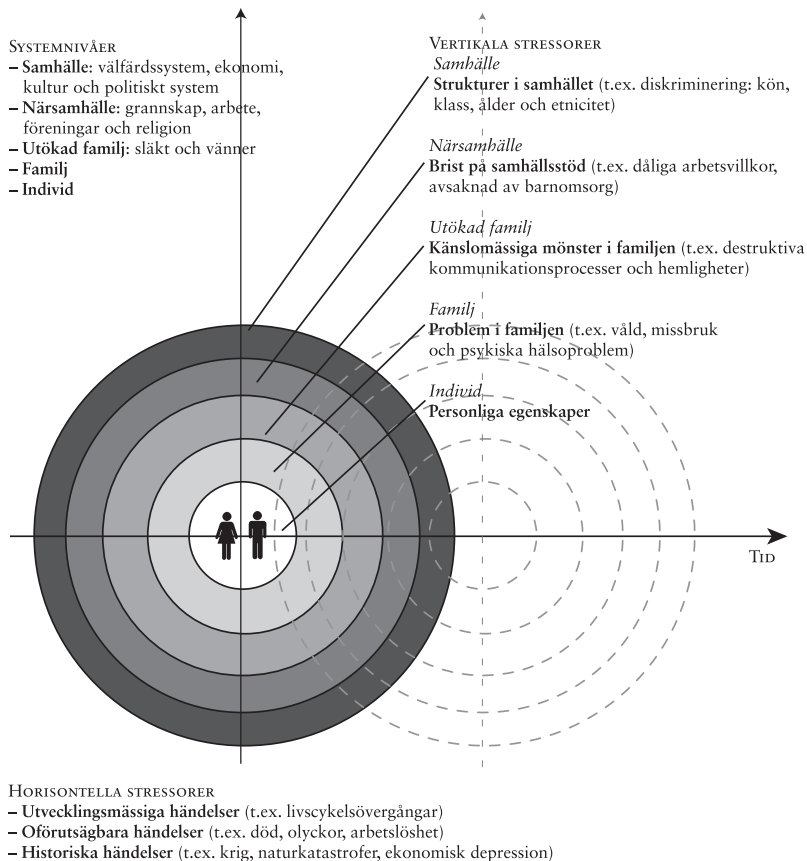 SYSTEMNIVÅER
– Samhälle: välfärdssystem, ekonomi,
kultur och politiskt system
– Närsamhälle: grannskap, arbete,
föreningar och religion
– Utökad familj: släkt och vänner
– Familj
– Individ
VERTIKALA STRESSORER
Samhälle
Strukturer i samhället (t.ex. diskriminering: kön,
klass, ålder och etnicitet)
Närsamhälle
Brist på samhällsstöd (t.ex. dåliga arbetsvillkor,
avsaknad av barnomsorg)
Utökad familj
Känslomässiga mönster i familjen (t.ex. destruktiva
kommunikationsprocesser och hemligheter)
Familj
Problem i familjen (t.ex. våld, missbruk
och psykiska hälsoproblem)
Individ
Personliga egenskaper
TID
HORISONTELLA STRESSORER
– Utvecklingsmässiga händelser (t.ex. livscykelsövergångar)
– Oförutsägbara händelser (t.ex. död, olyckor, arbetslöshet)
– Historiska händelser (t.ex. krig, naturkatastrofer, ekonomisk depression)